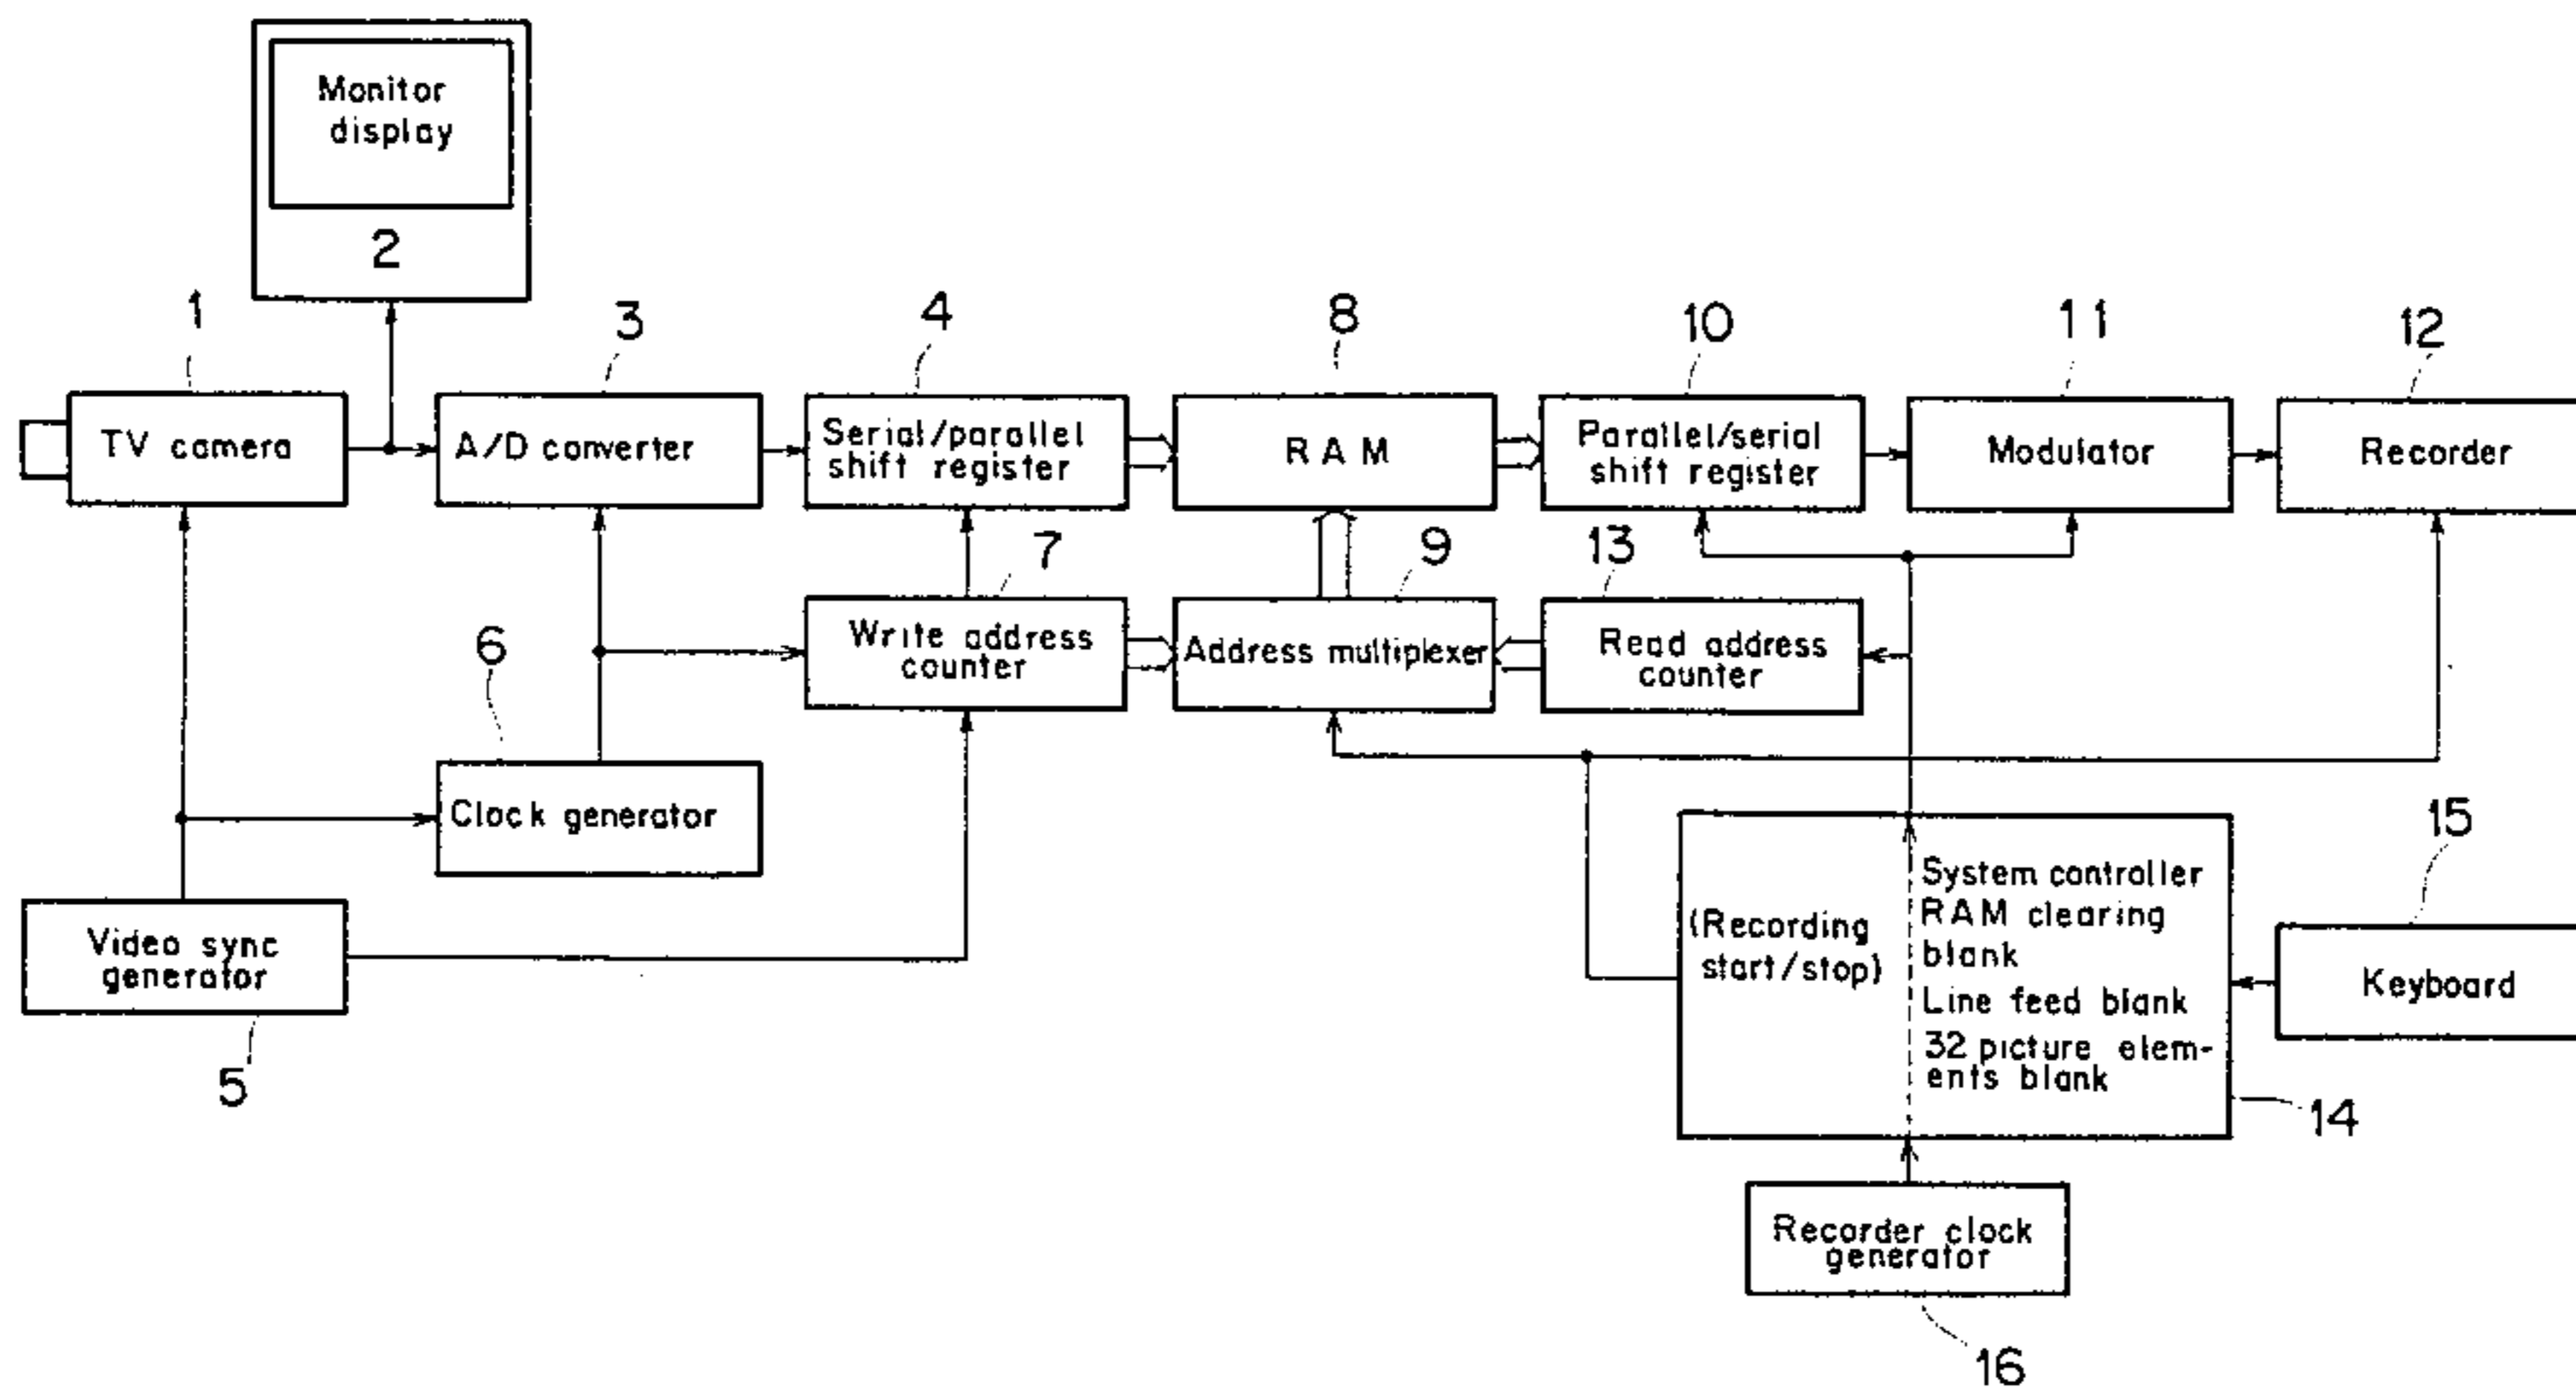 Monitor
display
2
1
3
4
8
10
11
12
TV camera
A/D converter
Serial/parallel
shift register
RAM
Parallel/serial
shift register
Modulator
Recorder
7
9
13
6
Write address
counter
Address multiplexer
Read address
counter
Clock generator
15
Video sync
generator
5
(Recording
start/stop)
System controller
RAM clearing
blank
Line feed blank
32 picture elem-
ents blank
Keyboard
14
Recorder clock
generator
16